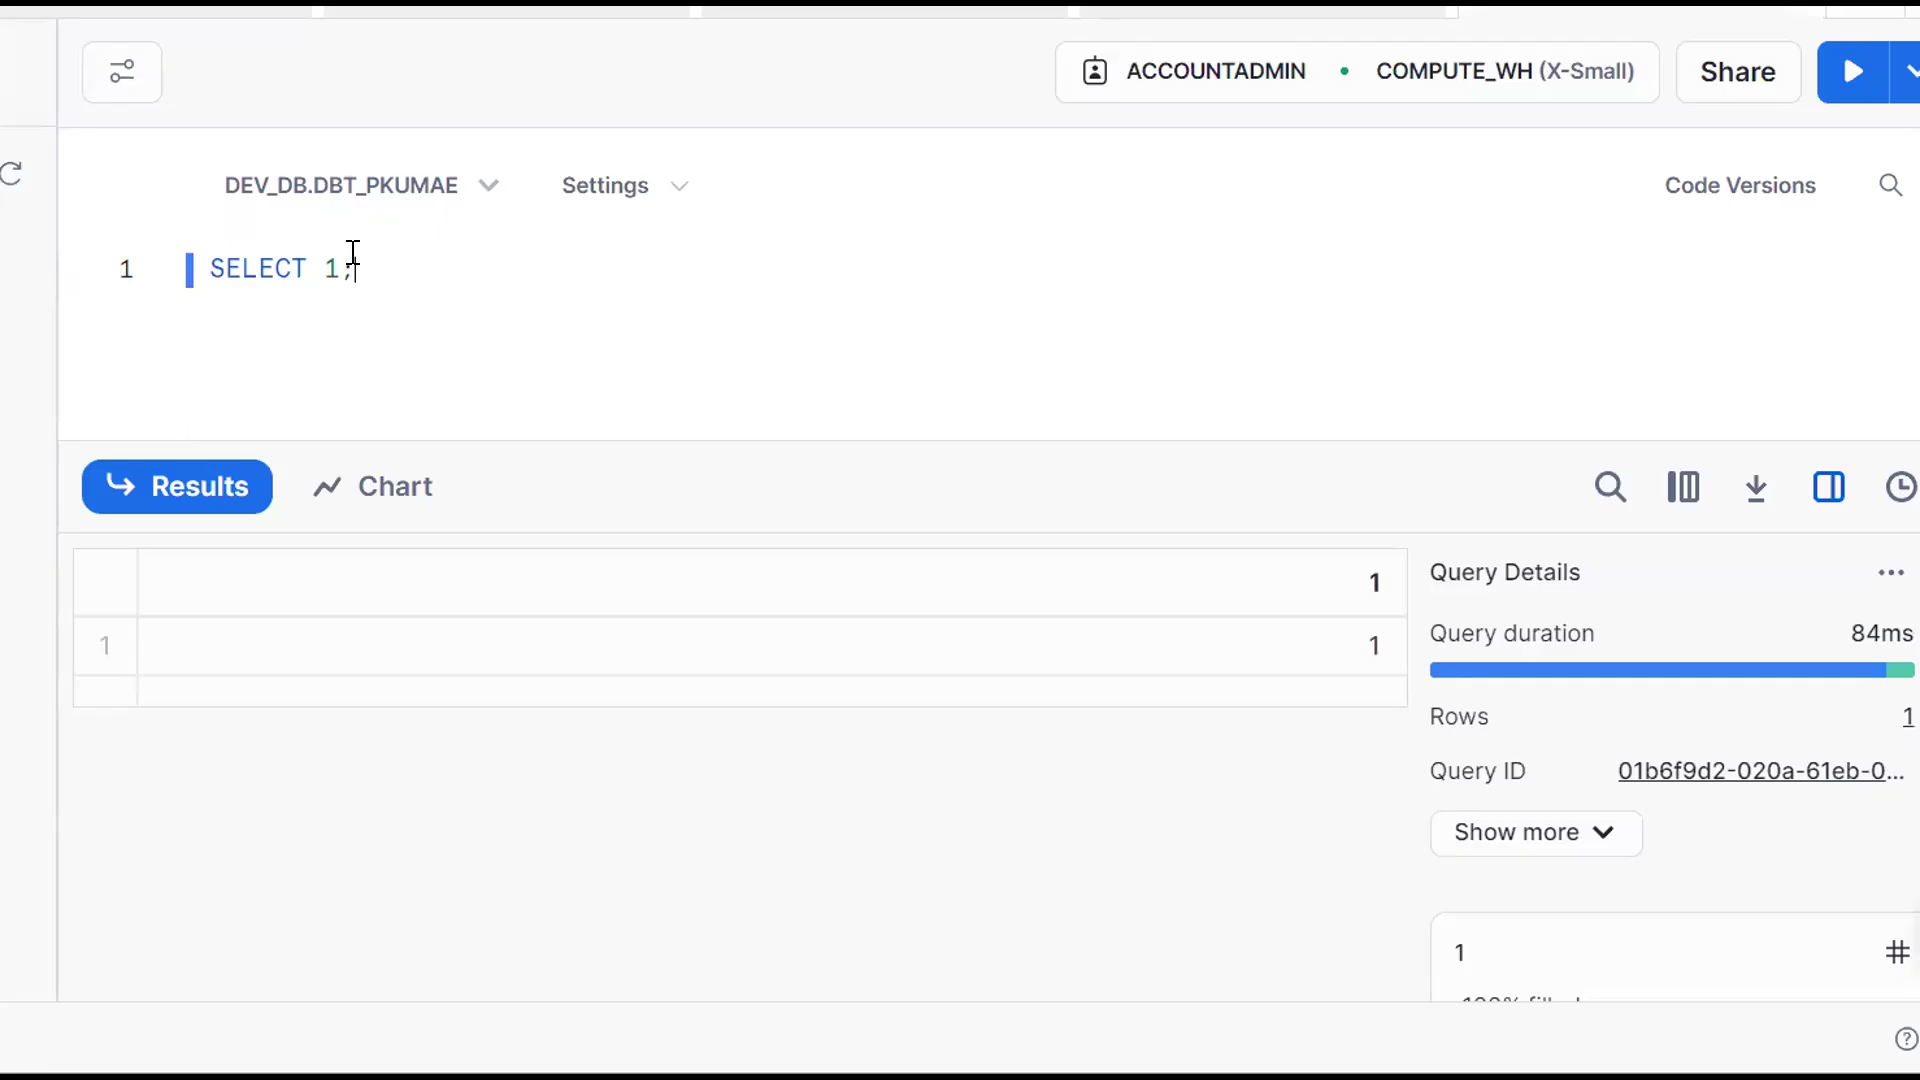 ACCOUNTADMIN • COMPUTE_WH (X-Small)
Share
DEV_DB.DBT_PKUMAE
Settings
Code Versions
1 SELECT 1;
Results
Chart
1
1 1
Query Details
...
Query duration 84ms
Rows 1
Query ID 01b6f9d2-020a-61eb-0...
Show more
1 #